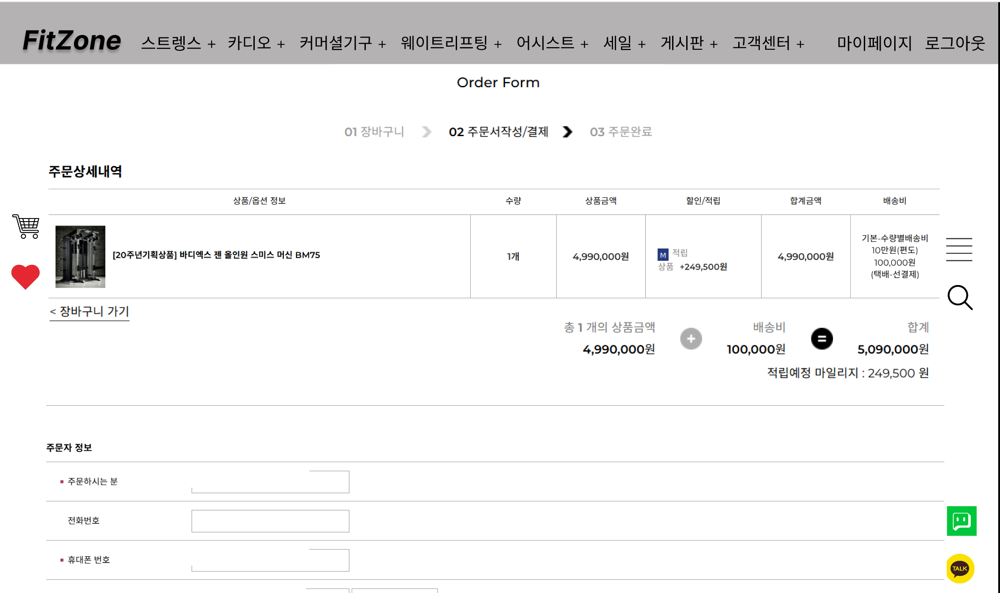 FitZone 스트렝스 + 카디오 + 커머셜기구 + 웨이트리프팅 + 어시스트 + 세일 + 게시판 + 고객센터 + 마이페이지 로그아웃
Order Form
01 장바구니 02 주문서작성/결제 03 주문완료
주문상세내역
상품/옵션 정보 수량 상품금액 할인/적립 합계금액 배송비
[20주년기획상품] 바디엑스 젠 올인원 스미스 머신 BM75 1개 4,990,000원
M 적립
상품 +249,500원
4,990,000원
기본-수량별배송비
10만원(편도)
100,000원
(택배-선결제)
< 장바구니 가기
총 1 개의 상품금액 + 배송비 = 합계
4,990,000원 100,000원 5,090,000원
적립예정 마일리지 : 249,500 원
주문자 정보
주문하시는 분
전화번호
휴대폰 번호
TALK